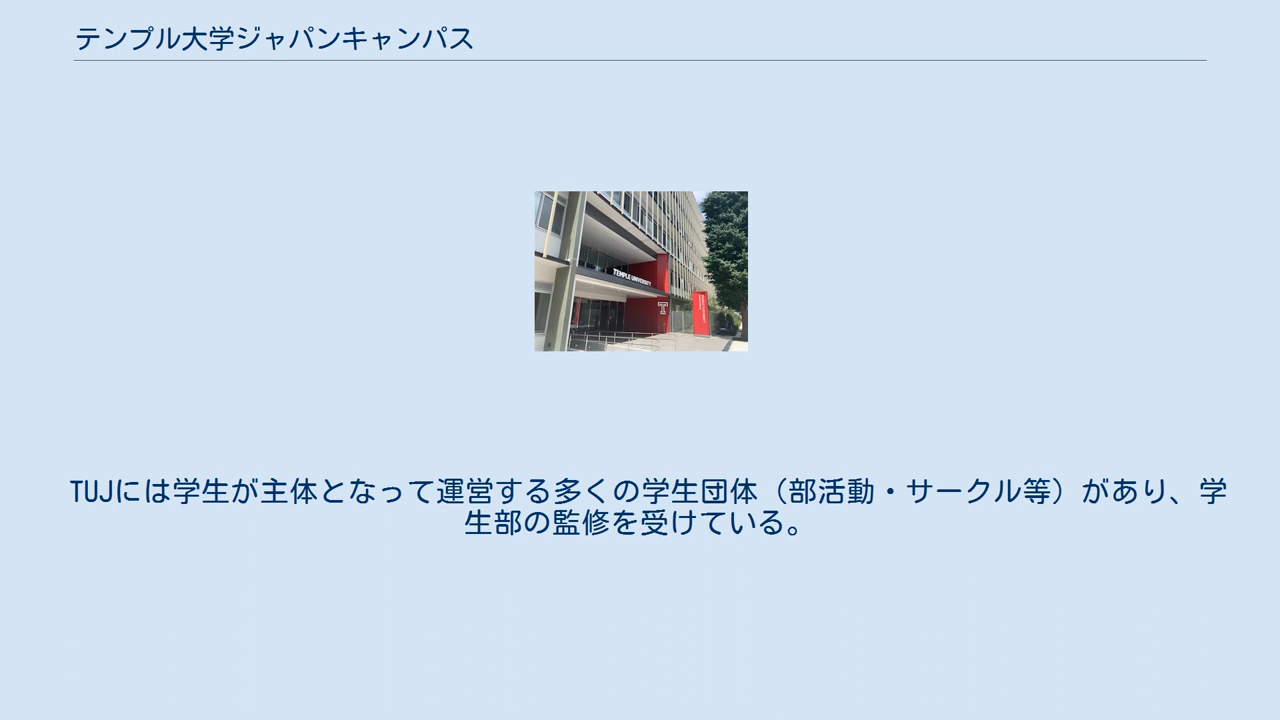 テンプル大学ジャパンキャンパス
TEMPLE UNIVERSITY
T
TUJには学生が主体となって運営する多くの学生団体（部活動・サークル等）があり、学
生部の監修を受けている。